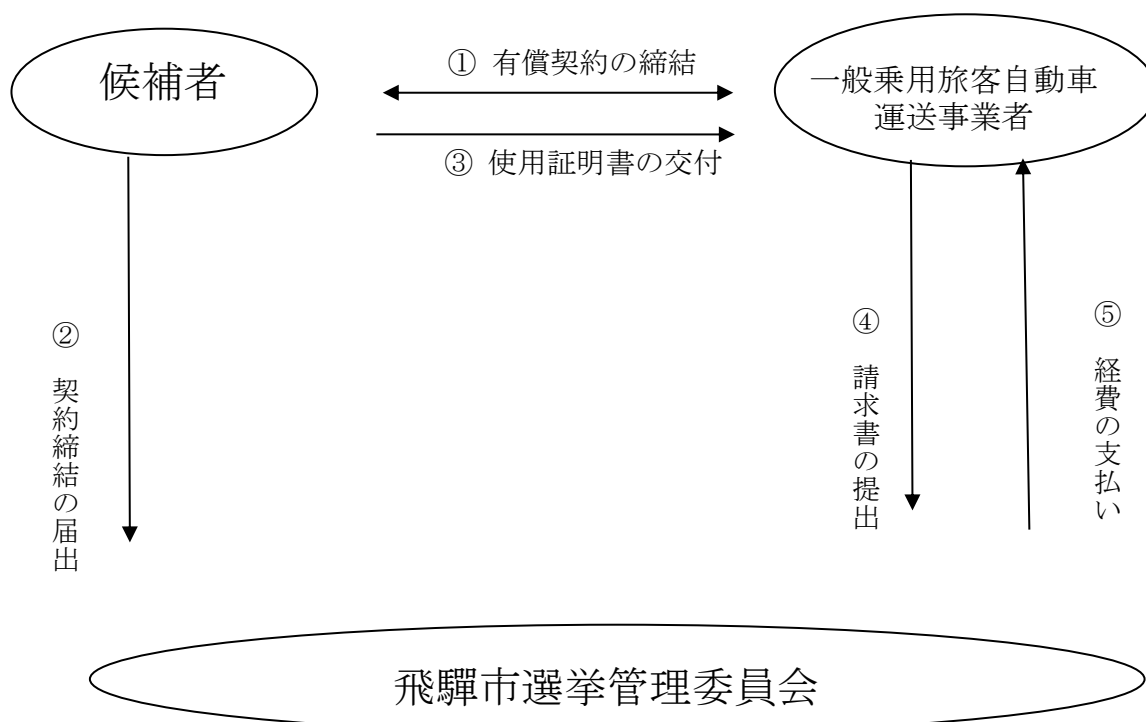 候補者
① 有償契約の締結
一般乗用旅客自動車
運送事業者
③ 使用証明書の交付
② 契約締結の届出
④ 請求書の提出
⑤ 経費の支払い
飛驒市選挙管理委員会